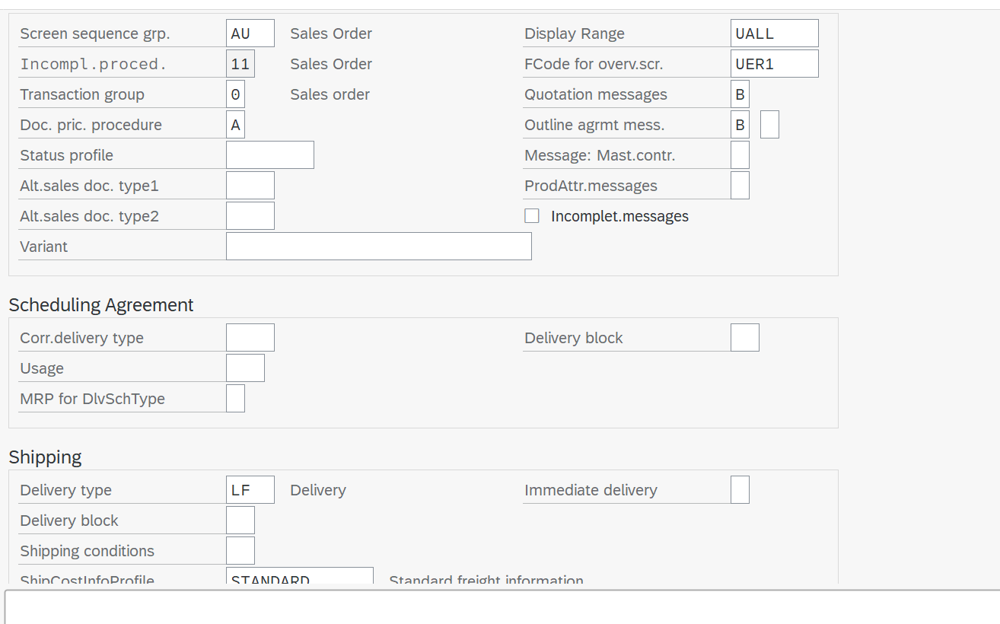 Screen sequence grp. AU Sales Order Display Range UALL
Incompl.proced. 11 Sales Order FCode for overv.scr. UER1
Transaction group 0 Sales order Quotation messages B
Doc. pric. procedure A Outline agrmt mess. B
Status profile Message: Mast.contr.
Alt.sales doc. type1 ProdAttr.messages
Alt.sales doc. type2 Incomplet.messages
Variant
Scheduling Agreement
Corr.delivery type Delivery block
Usage
MRP for DlvSchType
Shipping
Delivery type LF Delivery Immediate delivery
Delivery block
Shipping conditions
ShipCostInfoProfile STANDARD Standard freight information